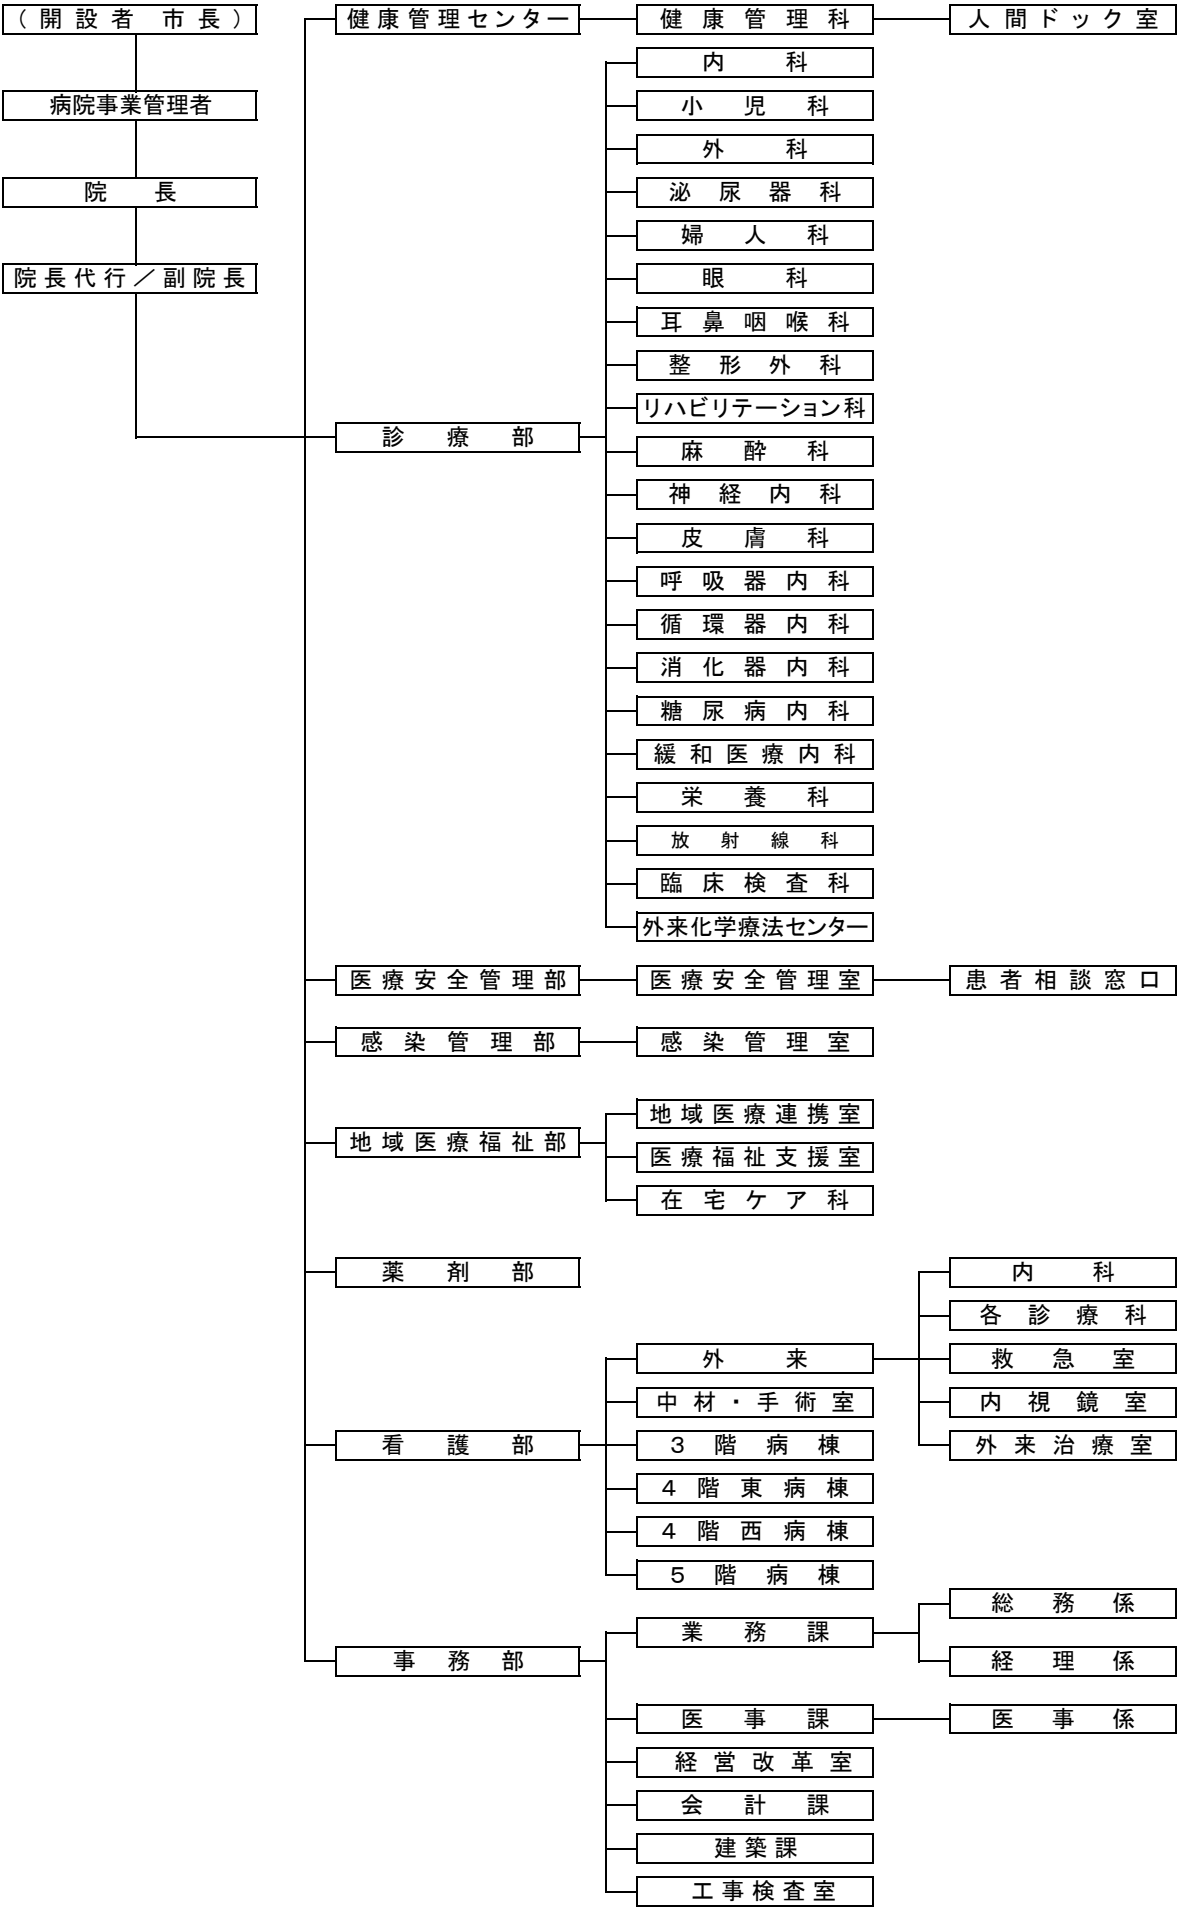 （開設者　市長）
病院事業管理者
院　長
院長代行／副院長
健康管理センター
健康管理科
人間ドック室
診療部
内科
小児科
外科
泌尿器科
婦人科
眼科
耳鼻咽喉科
整形外科
リハビリテーション科
麻酔科
神経内科
皮膚科
呼吸器内科
循環器内科
消化器内科
糖尿病内科
緩和医療内科
栄養科
放射線科
臨床検査科
外来化学療法センター
医療安全管理部
医療安全管理室
患者相談窓口
感染管理部
感染管理室
地域医療福祉部
地域医療連携室
医療福祉支援室
在宅ケア科
薬剤部
看護部
外来
内科
各診療科
救急室
内視鏡室
外来治療室
中材・手術室
３階病棟
４階東病棟
４階西病棟
５階病棟
事務部
業務課
総務係
経理係
医事課
医事係
経営改革室
会計課
建築課
工事検査室